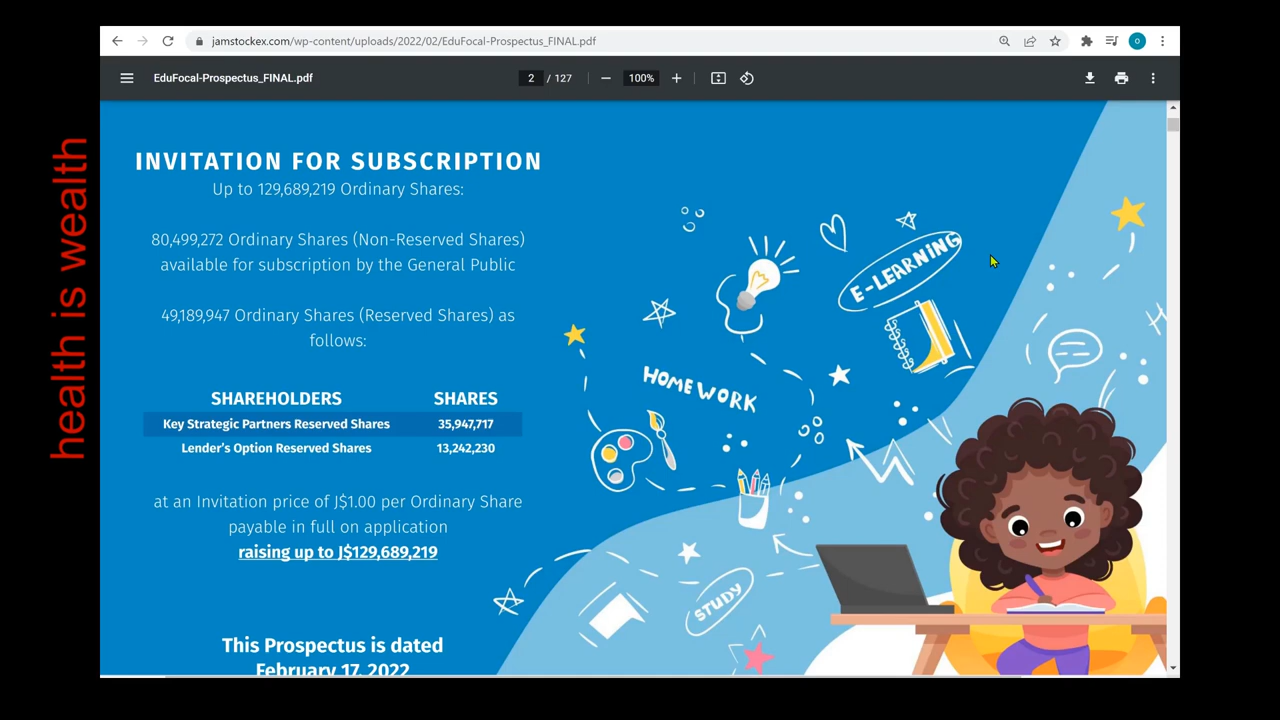 jamstockex.com/wp-content/uploads/2022/02/EduFocal-Prospectus_FINAL.pdf
O
EduFocal-Prospectus_FINAL.pdf
2 / 127
100%
health is wealth
INVITATION FOR SUBSCRIPTION
Up to 129,689,219 Ordinary Shares:
80,499,272 Ordinary Shares (Non-Reserved Shares)
available for subscription by the General Public
49,189,947 Ordinary Shares (Reserved Shares) as
follows:
SHAREHOLDERS SHARES
Key Strategic Partners Reserved Shares 35,947,717
Lender's Option Reserved Shares 13,242,230
at an Invitation price of J$1.00 per Ordinary Share
payable in full on application
raising up to J$129,689,219
This Prospectus is dated
February 17, 2022
E-LEARNING
HOMEWORK
STUDY